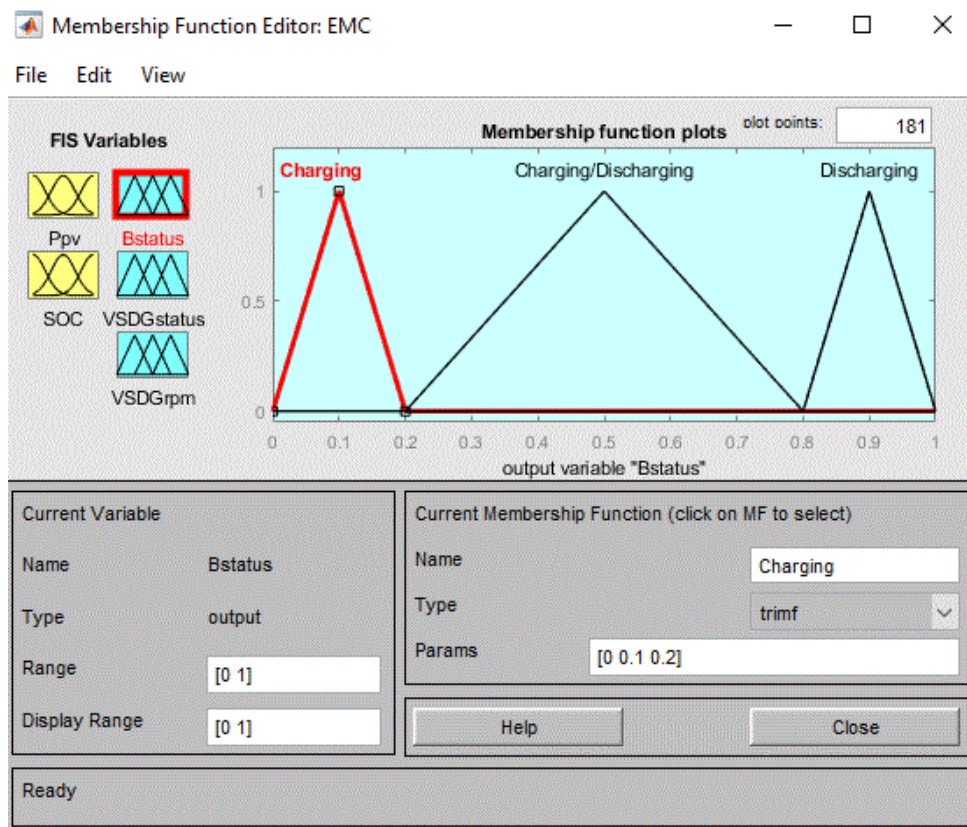 Membership Function Editor: EMC
File Edit View
FIS Variables
Membership function plots
plot points:
181
Charging
Charging/Discharging
Discharging
Ppv
Bstatus
SOC
VSDGstatus
VSDGrpm
1
0.5
0
0 0.1 0.2 0.3 0.4 0.5 0.6 0.7 0.8 0.9 1
output variable "Bstatus"
Current Variable
Name Bstatus
Type output
Range [0 1]
Display Range [0 1]
Current Membership Function (click on MF to select)
Name Charging
Type trimf
Params [0 0.1 0.2]
Help Close
Ready